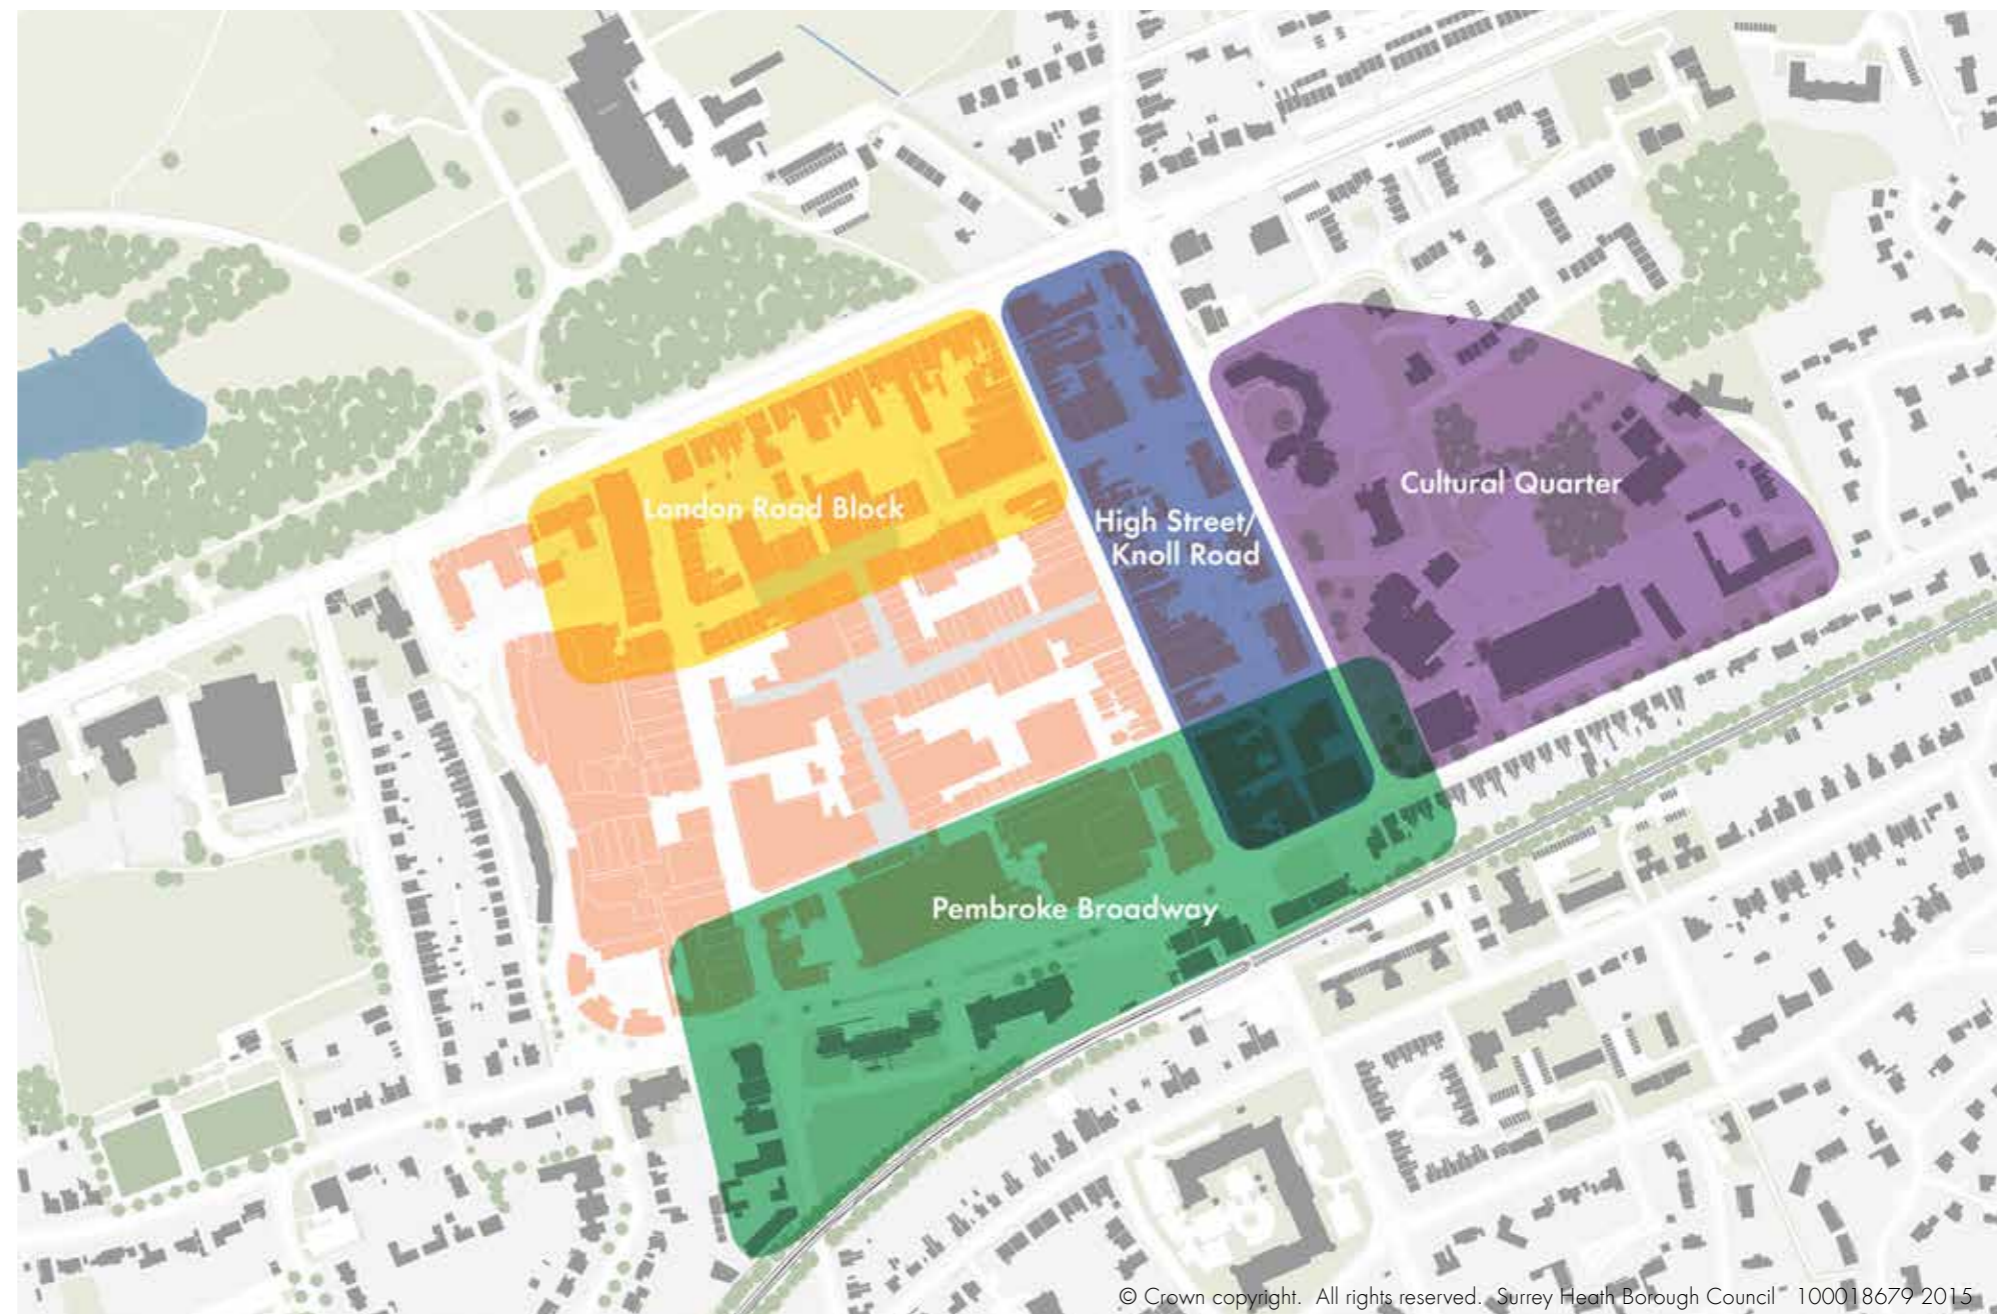 London Road Block
High Street/
Knoll Road
Cultural Quarter
Pembroke Broadway
© Crown copyright. All rights reserved. Surrey Heath Borough Council 100018679 2015